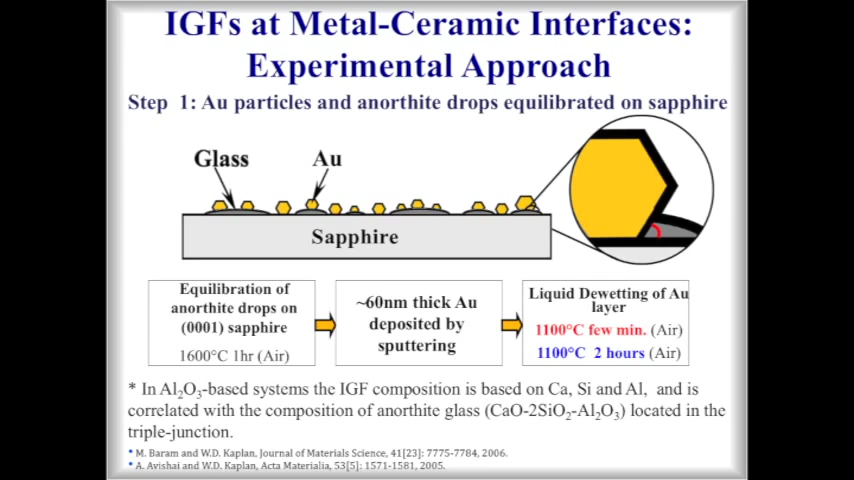 IGFs at Metal-Ceramic Interfaces:
Experimental Approach
Step 1: Au particles and anorthite drops equilibrated on sapphire
Glass
Au
Sapphire
Equilibration of
anorthite drops on
(0001) sapphire
1600°C 1hr (Air)
~60nm thick Au
deposited by
sputtering
Liquid Dewetting of Au
layer
1100°C few min. (Air)
1100°C 2 hours (Air)
* In Al₂O₃-based systems the IGF composition is based on Ca, Si and Al, and is
correlated with the composition of anorthite glass (CaO-2SiO₂-Al₂O₃) located in the
triple-junction.
• M. Baram and W.D. Kaplan, Journal of Materials Science, 41[23]: 7775-7784, 2006.
• A. Avishai and W.D. Kaplan, Acta Materialia, 53[5]: 1571-1581, 2005.